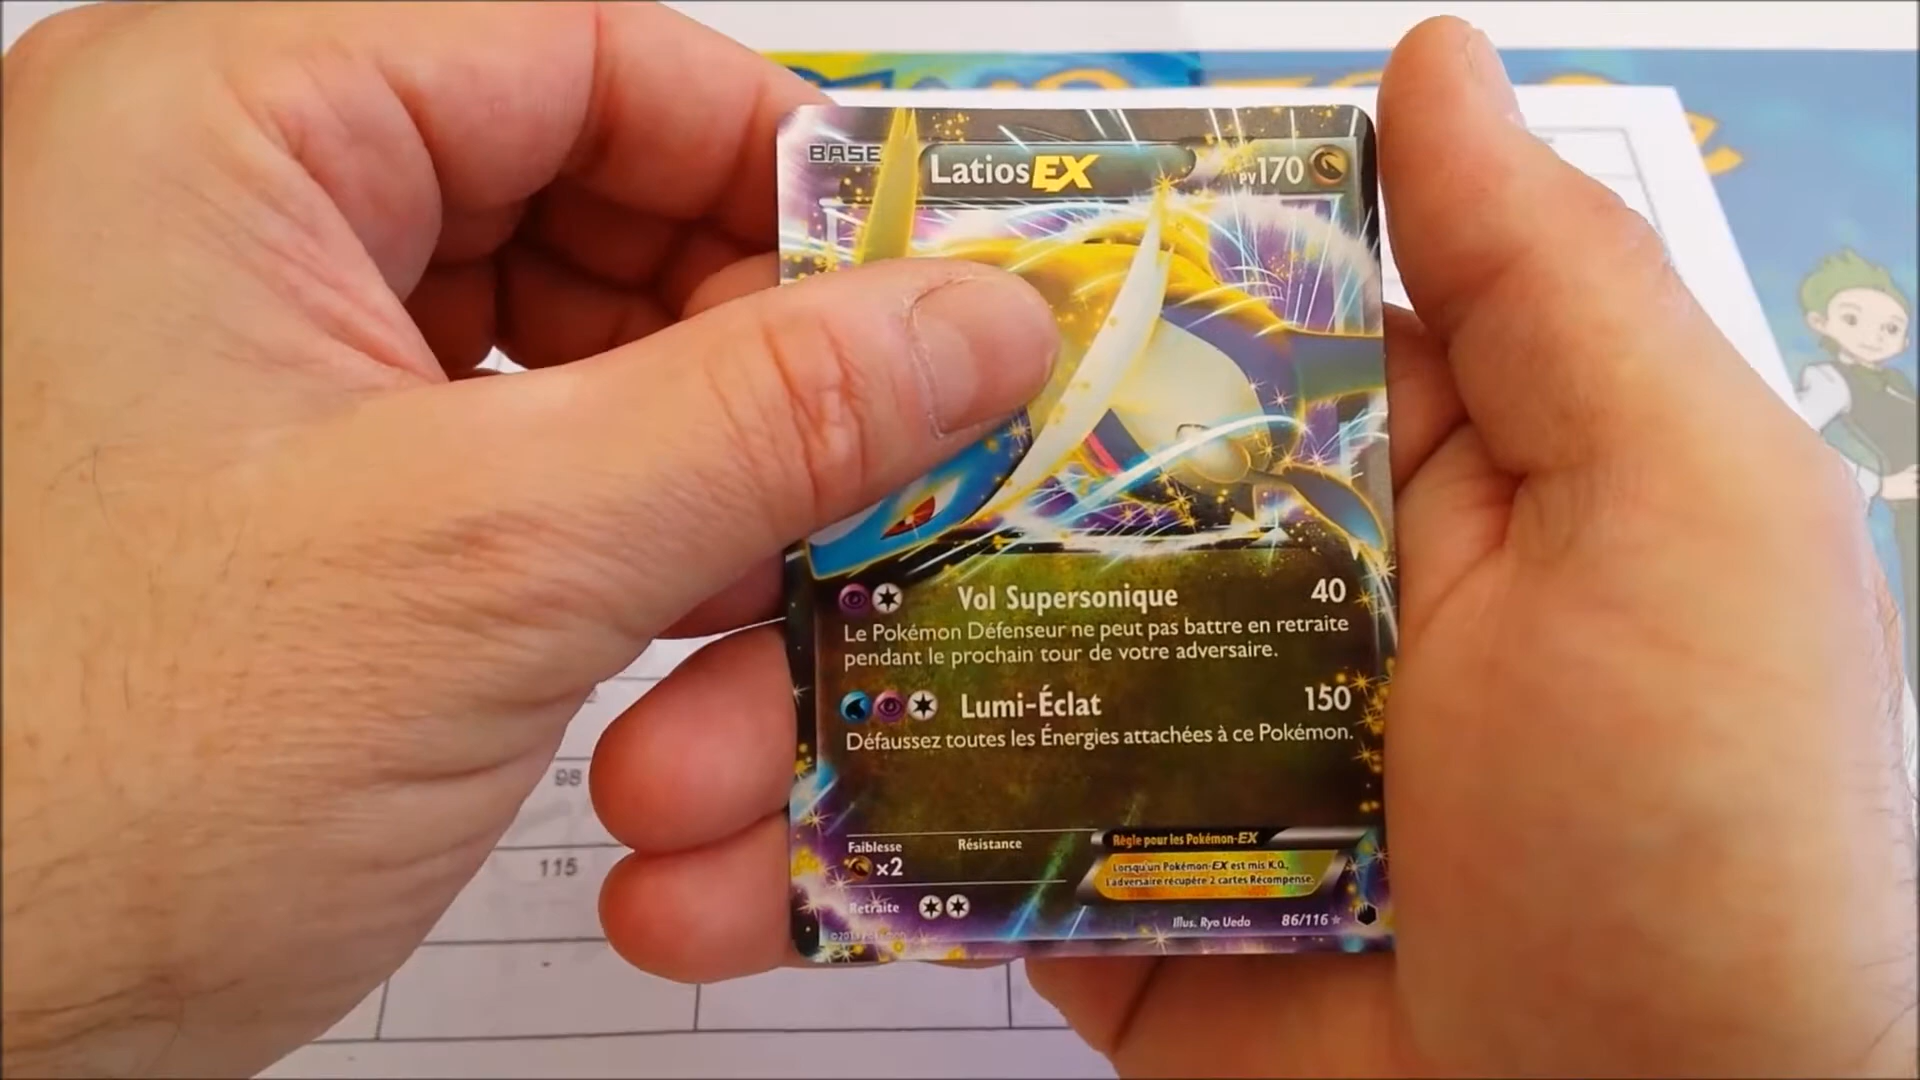 BASE
LatiosEX
PV170
Vol Supersonique 40
Le Pokémon Défenseur ne peut pas battre en retraite
pendant le prochain tour de votre adversaire.
Lumi-Éclat 150
Défaussez toutes les Énergies attachées à ce Pokémon.
Faiblesse Résistance
x2
Règle pour les Pokémon-EX
Lorsqu'un Pokémon-EX est mis K.O.,
l'adversaire récupère 2 cartes Récompense.
Retraite
Illus. Ryo Ueda 86/116
98
115
-